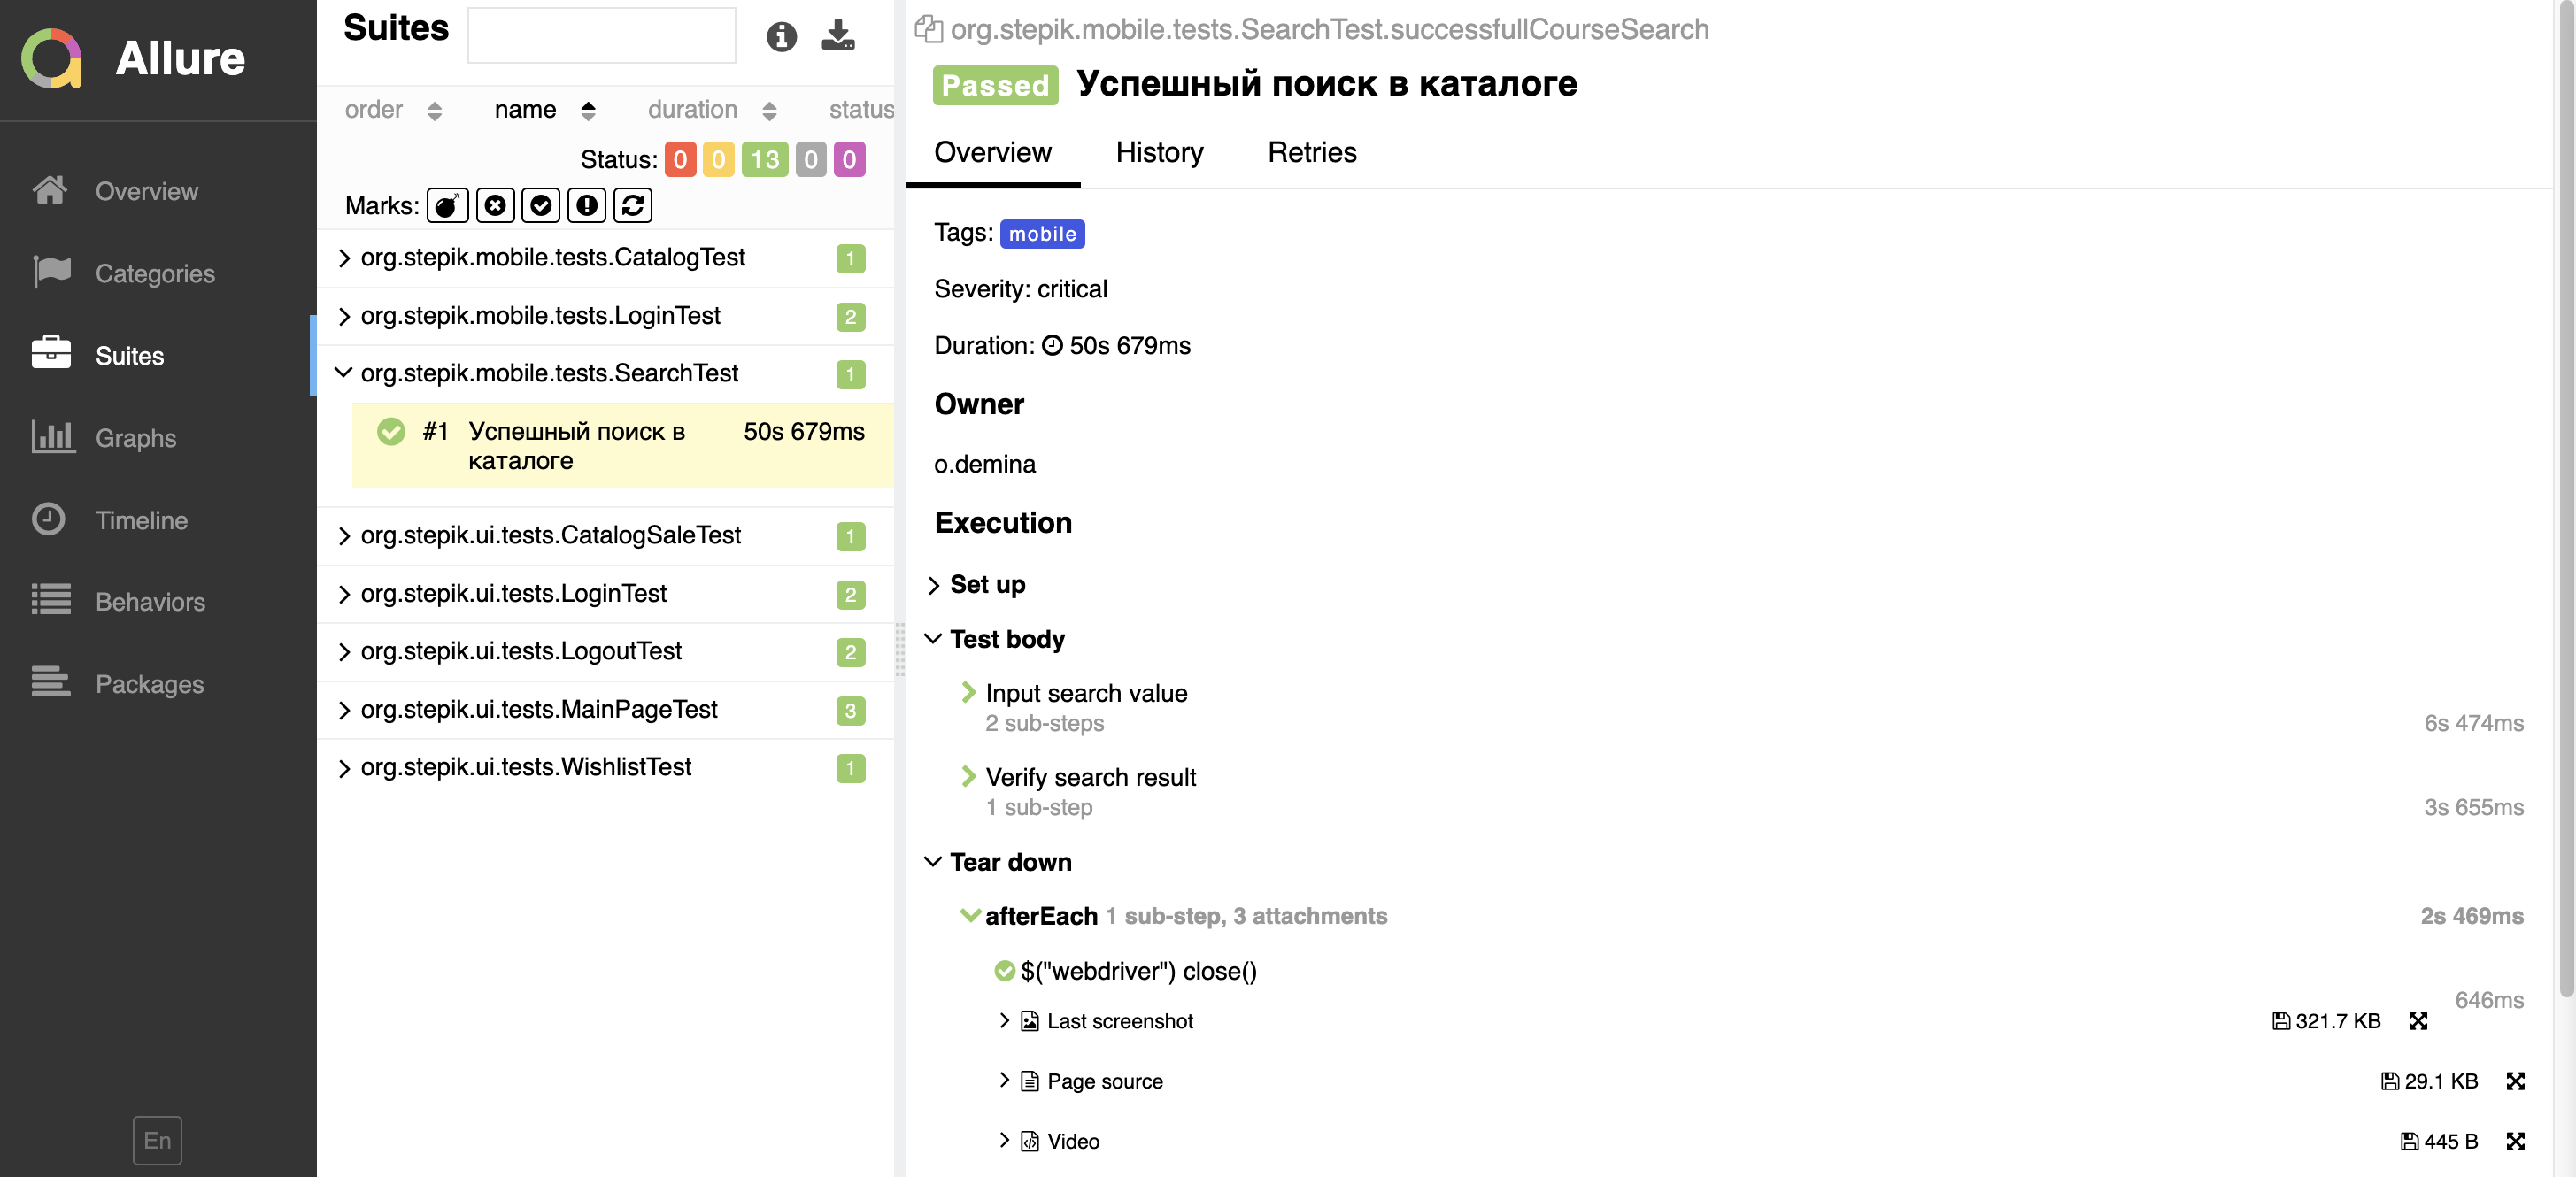 Allure
Overview
Categories
Suites
Graphs
Timeline
Behaviors
Packages
En
Suites
order name duration status
Status: 0 0 13 0 0
Marks:
org.stepik.mobile.tests.CatalogTest 1
org.stepik.mobile.tests.LoginTest 2
org.stepik.mobile.tests.SearchTest 1
#1 Успешный поиск в 50s 679ms
каталоге
org.stepik.ui.tests.CatalogSaleTest 1
org.stepik.ui.tests.LoginTest 2
org.stepik.ui.tests.LogoutTest 2
org.stepik.ui.tests.MainPageTest 3
org.stepik.ui.tests.WishlistTest 1
org.stepik.mobile.tests.SearchTest.successfullCourseSearch
Passed Успешный поиск в каталоге
Overview History Retries
Tags: mobile
Severity: critical
Duration: 50s 679ms
Owner
o.demina
Execution
Set up
Test body
Input search value
2 sub-steps 6s 474ms
Verify search result
1 sub-step 3s 655ms
Tear down
afterEach 1 sub-step, 3 attachments 2s 469ms
$("webdriver") close()
646ms
Last screenshot 321.7 KB
Page source 29.1 KB
Video 445 B